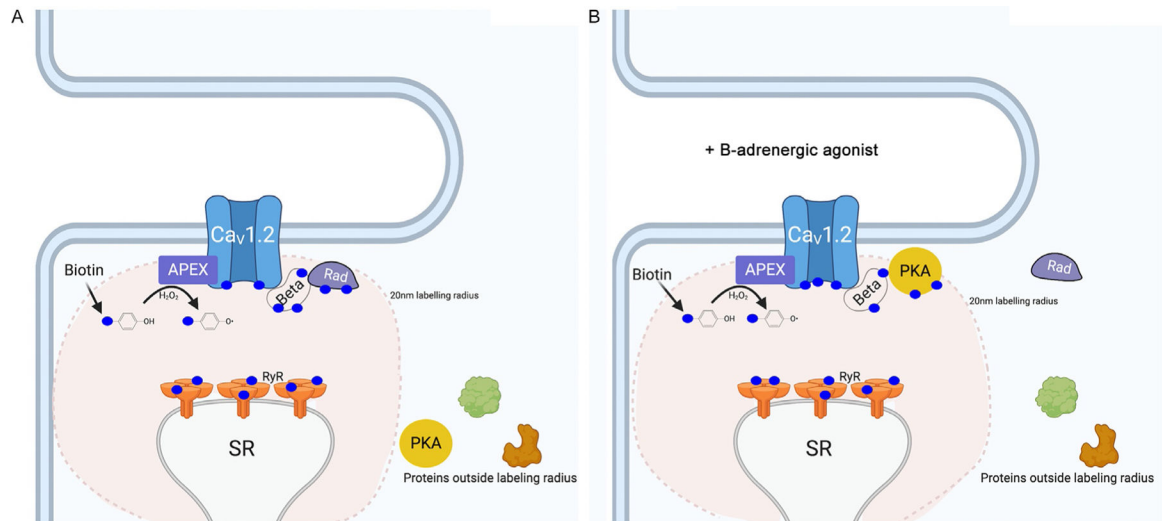 A
CaV1.2
APEX
Biotin
H2O2
Rad
Beta
20nm labelling radius
OH
O•
RyR
SR
PKA
Proteins outside labeling radius
B
+ B-adrenergic agonist
CaV1.2
APEX
PKA
Rad
Biotin
H2O2
Beta
20nm labelling radius
OH
O•
RyR
SR
Proteins outside labeling radius